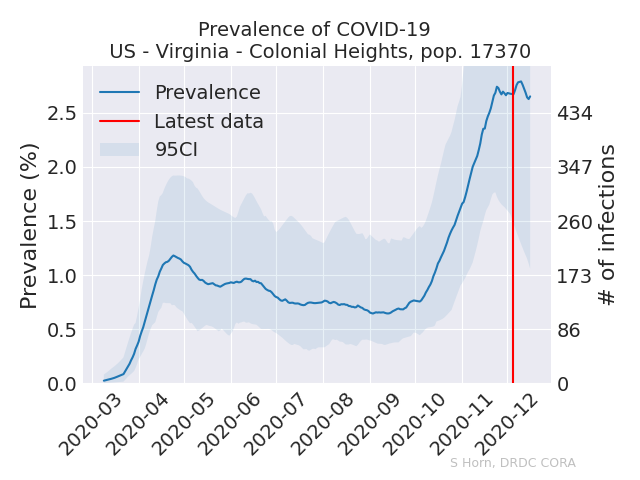 Prevalence of COVID-19
US - Virginia - Colonial Heights, pop. 17370
Prevalence
Latest data
95CI
Prevalence (%)
2.5
2.0
1.5
1.0
0.5
0.0
434
347
260
173
86
0
# of infections
2020-03
2020-04
2020-05
2020-06
2020-07
2020-08
2020-09
2020-10
2020-11
2020-12
S Horn, DRDC CORA